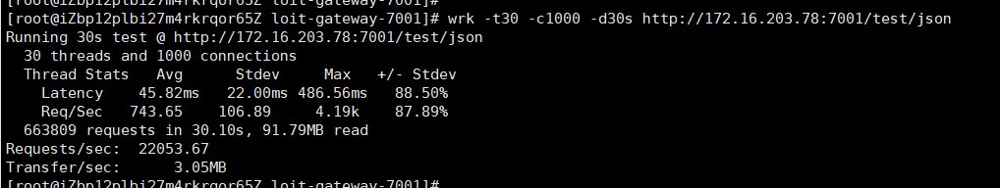 [root@iZbp12plbi27m4rkrqor65Z loit-gateway-7001]#
[root@iZbp12plbi27m4rkrqor65Z loit-gateway-7001]# wrk -t30 -c1000 -d30s http://172.16.203.78:7001/test/json
Running 30s test @ http://172.16.203.78:7001/test/json
  30 threads and 1000 connections
  Thread Stats   Avg      Stdev     Max   +/- Stdev
    Latency    45.82ms   22.00ms 486.56ms   88.50%
    Req/Sec   743.65    106.89     4.19k    87.89%
  663809 requests in 30.10s, 91.79MB read
Requests/sec:  22053.67
Transfer/sec:      3.05MB
[root@iZbp12plbi27m4rkrqor65Z loit-gateway-7001]#